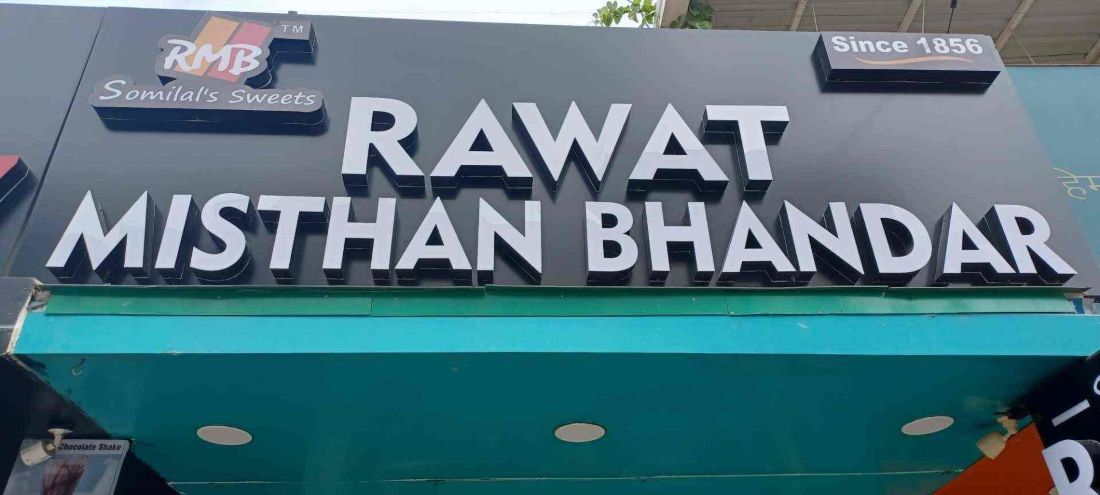 RMB
TM
Somilal's Sweets
Since 1856
RAWAT
MISTHAN BHANDAR
Chocolate Shake